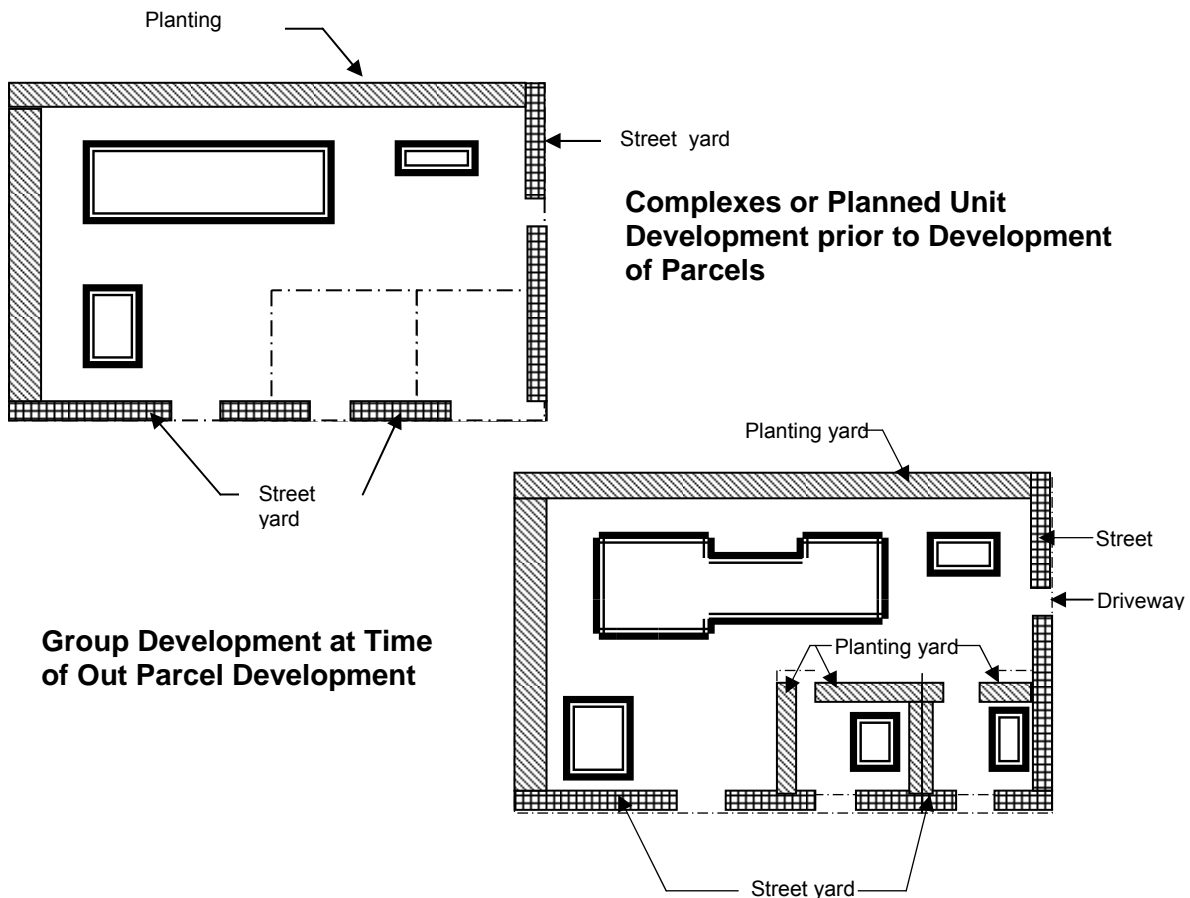 Planting
Street yard
Complexes or Planned Unit
Development prior to Development
of Parcels
Street
yard
Planting yard
Street
Driveway
Group Development at Time
of Out Parcel Development
Planting yard
Street yard